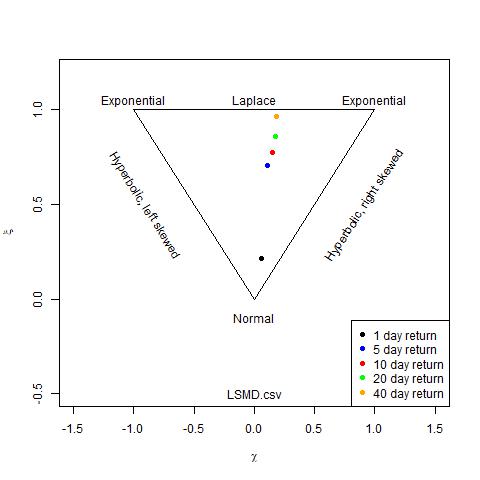 Exponential Laplace Exponential
Hyperbolic, left skewed
Hyperbolic, right skewed
Normal
1 day return
5 day return
10 day return
20 day return
40 day return
LSMD.csv
1.0
0.5
0.0
-0.5
ξ
-1.5 -1.0 -0.5 0.0 0.5 1.0 1.5
χ